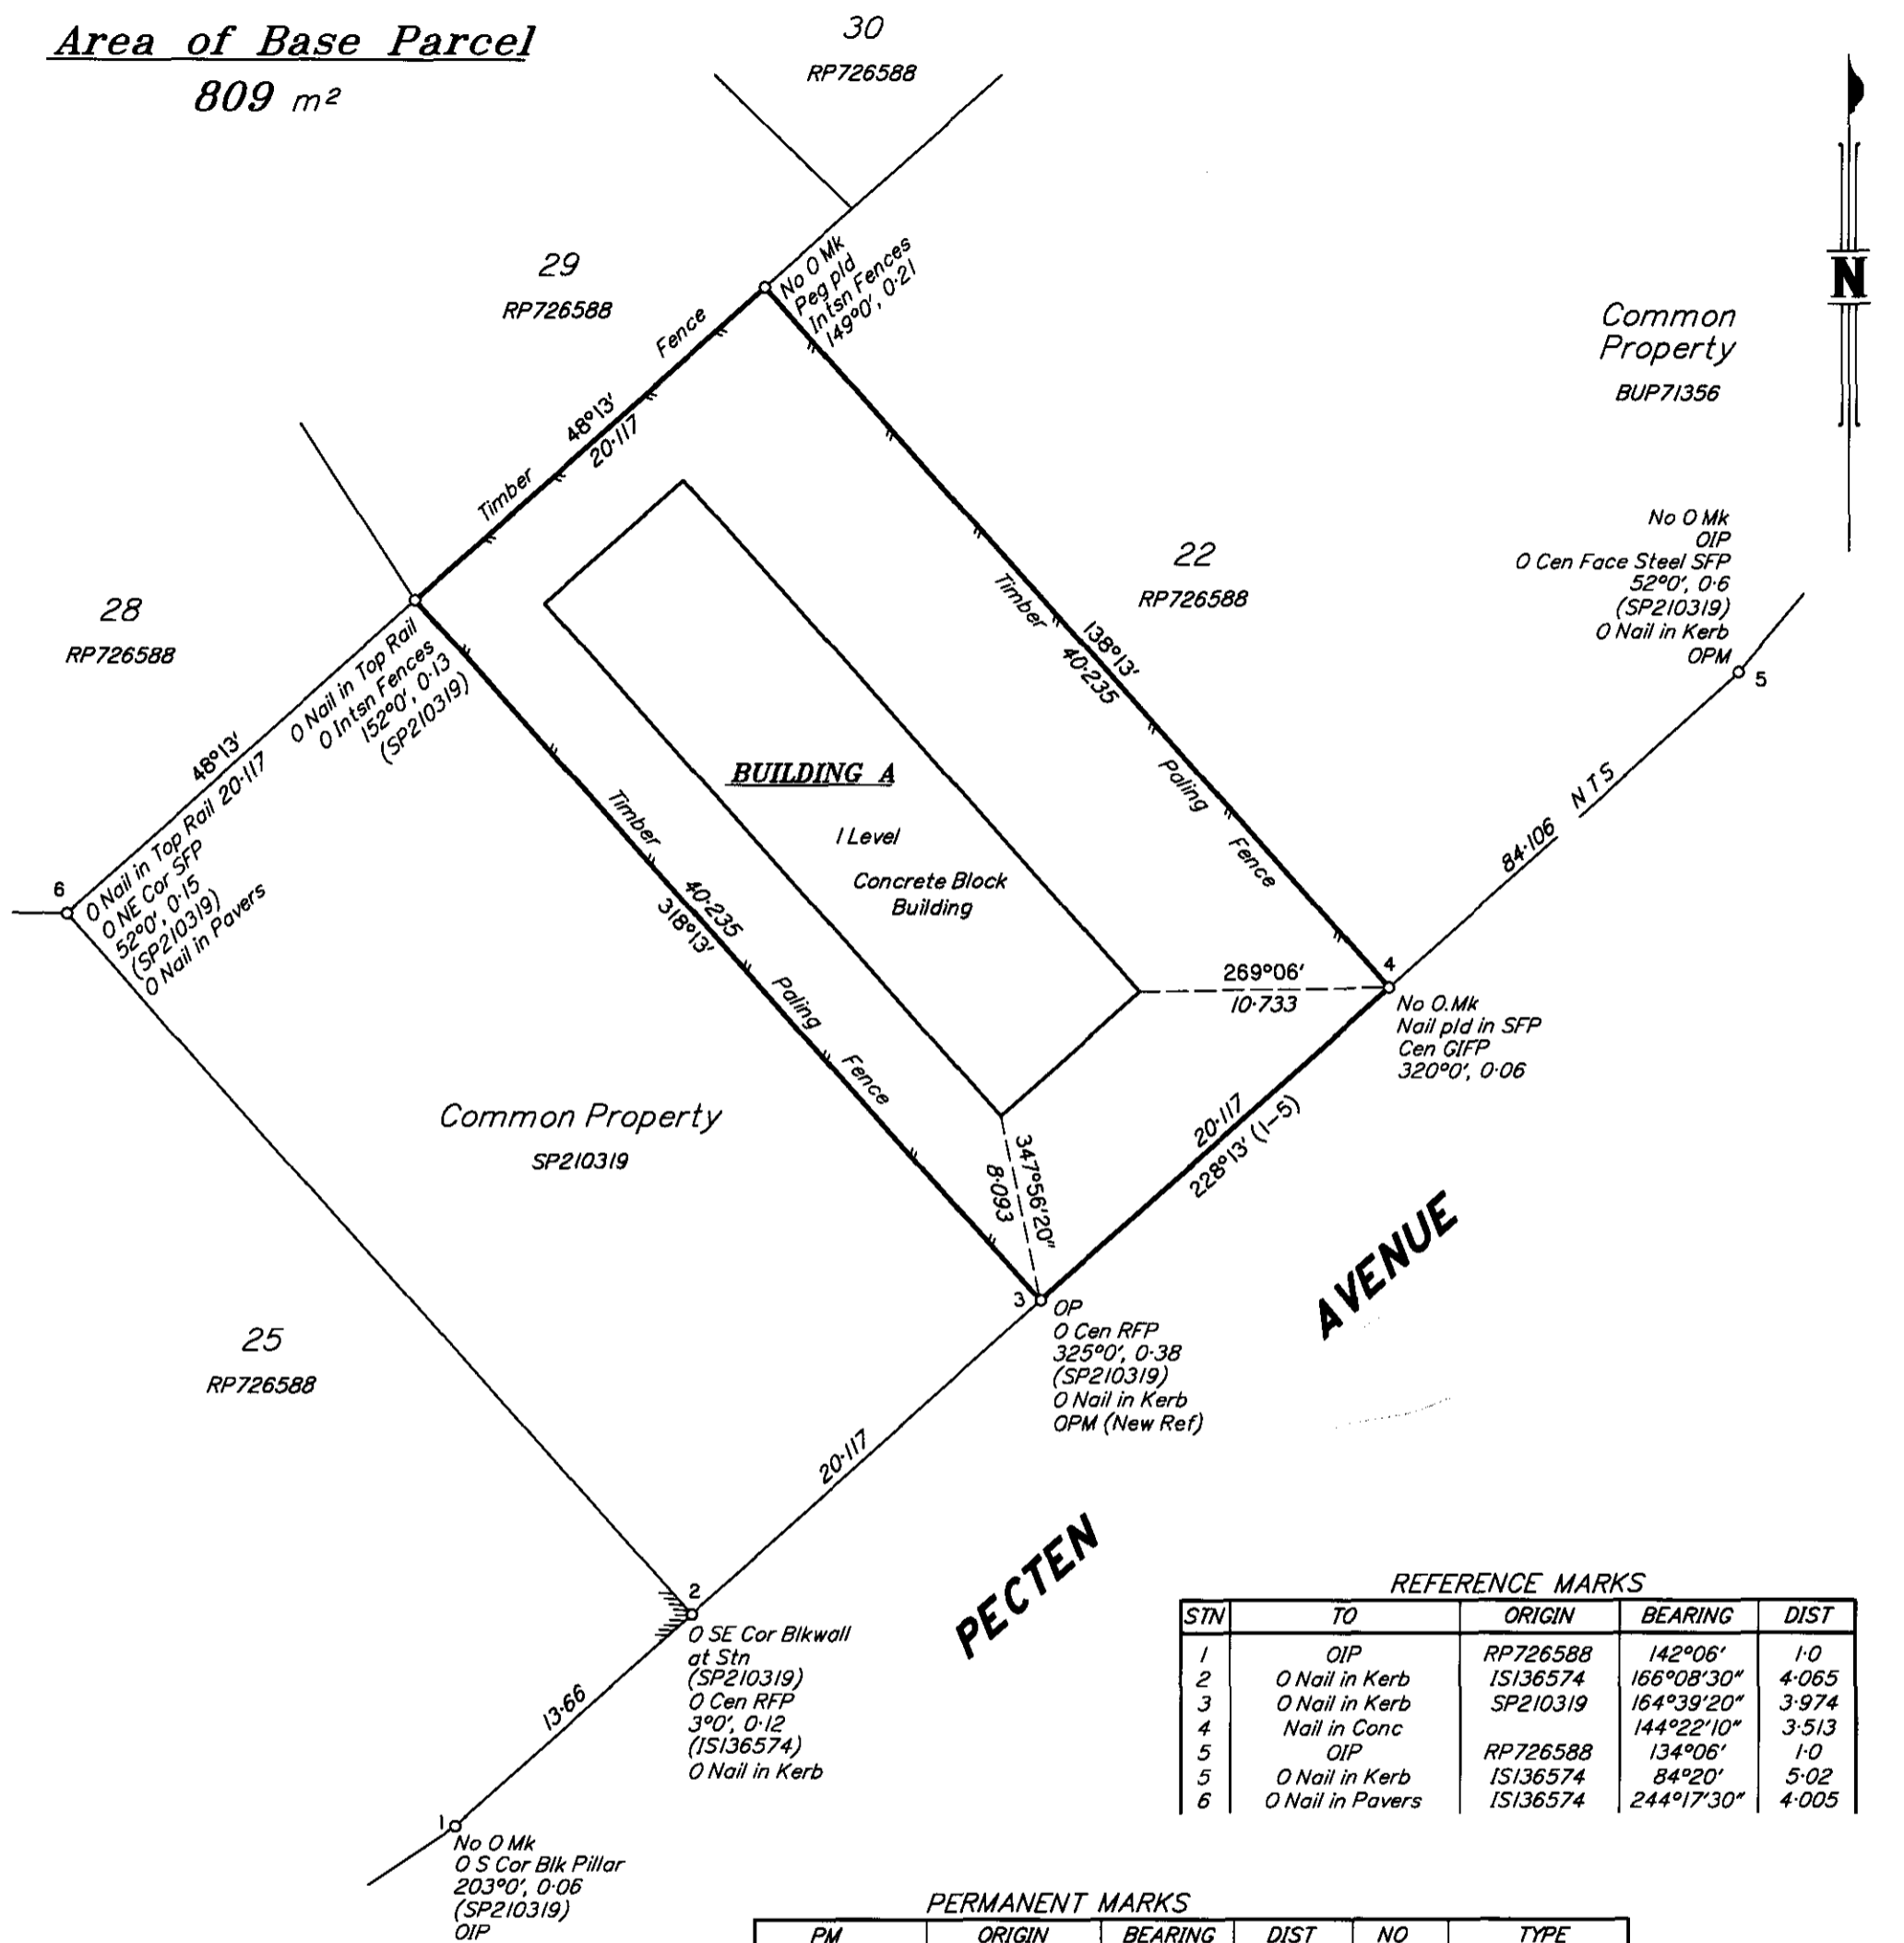 Area of Base Parcel
809 m²
30
RP726588
N
29
RP726588
No O Mk
Peg pld
Intsn Fences
149°0', 0·21
Common
Property
BUP71356
Timber Fence
48°13'
20·117
22
RP726588
Timber Paling Fence
138°13'
40·235
No O Mk
OIP
O Cen Face Steel SFP
52°0', 0·6
(SP210319)
O Nail in Kerb
OPM
5
28
RP726588
O Nail in Top Rail
O Intsn Fences
152°0', 0·13
(SP210319)
48°13'
20·117
BUILDING A
1 Level
Concrete Block
Building
Timber Paling Fence
40·235
318°13'
84·106 NTS
6
O Nail in Top Rail
O NE Cor SFP
52°0', 0·15
(SP210319)
O Nail in Pavers
269°06'
10·733
4
No O.Mk
Nail pld in SFP
Cen GIFP
320°0', 0·06
Common Property
SP210319
347°56'20"
8·093
20·117
228°13' (1-5)
3
OP
O Cen RFP
325°0', 0·38
(SP210319)
O Nail in Kerb
OPM (New Ref)
25
RP726588
20·117
PECTEN AVENUE
2
O SE Cor Blkwall
at Stn
(SP210319)
O Cen RFP
3°0', 0·12
(IS136574)
O Nail in Kerb
13·66
1
No O Mk
O S Cor Blk Pillar
203°0', 0·06
(SP210319)
OIP
REFERENCE MARKS
STN TO ORIGIN BEARING DIST
1 OIP RP726588 142°06' 1·0
2 O Nail in Kerb IS136574 166°08'30" 4·065
3 O Nail in Kerb SP210319 164°39'20" 3·974
4 Nail in Conc 144°22'10" 3·513
5 OIP RP726588 134°06' 1·0
5 O Nail in Kerb IS136574 84°20' 5·02
6 O Nail in Pavers IS136574 244°17'30" 4·005
PERMANENT MARKS
PM ORIGIN BEARING DIST NO TYPE